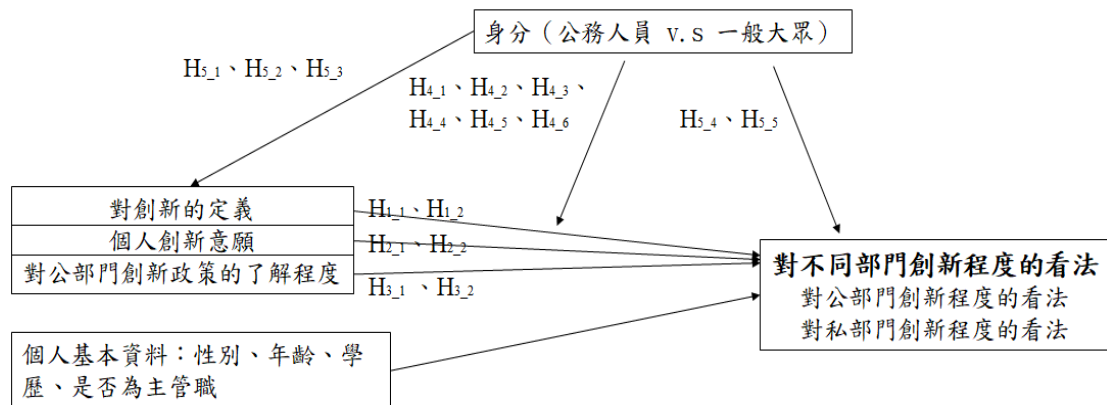 身分（公務人員 v.s 一般大眾）
H5_1、H5_2、H5_3
H4_1、H4_2、H4_3、
H4_4、H4_5、H4_6
H5_4、H5_5
對創新的定義
個人創新意願
對公部門創新政策的了解程度
H1_1、H1_2
H2_1、H2_2
H3_1 、H3_2
對不同部門創新程度的看法
對公部門創新程度的看法
對私部門創新程度的看法
個人基本資料：性別、年齡、學
歷、是否為主管職